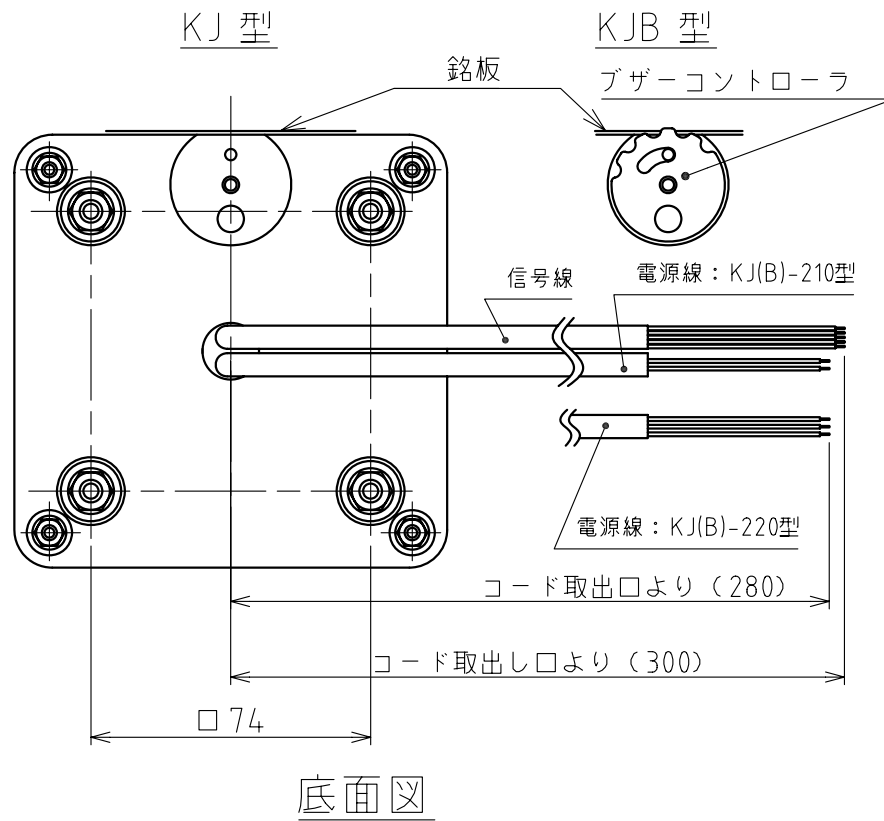 KJ 型
KJB 型
銘板
ブザーコントローラ
信号線
電源線：KJ(B)-210型
電源線：KJ(B)-220型
コード取出口より（280）
コード取出し口より（300）
□74
底面図